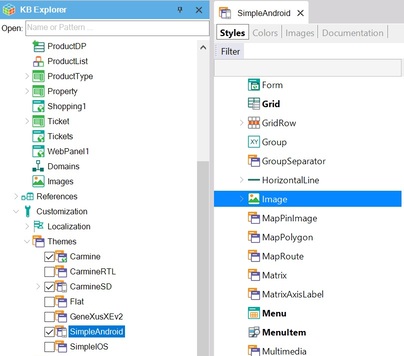 KB Explorer
Open: Name or Pattern...
ProductDP
ProductList
ProductType
Property
Shopping1
Ticket
Tickets
WebPanel1
Domains
Images
References
Customization
Localization
Themes
Carmine
CarmineRTL
CarmineSD
Flat
GeneXusXEv2
SimpleAndroid
SimpleIOS
SimpleAndroid
Styles Colors Images Documentation
Filter
Form
Grid
GridRow
XY Group
GroupSeparator
HorizontalLine
Image
MapPinImage
MapPolygon
MapRoute
Matrix
MatrixAxisLabel
Menu
MenuItem
Multimedia